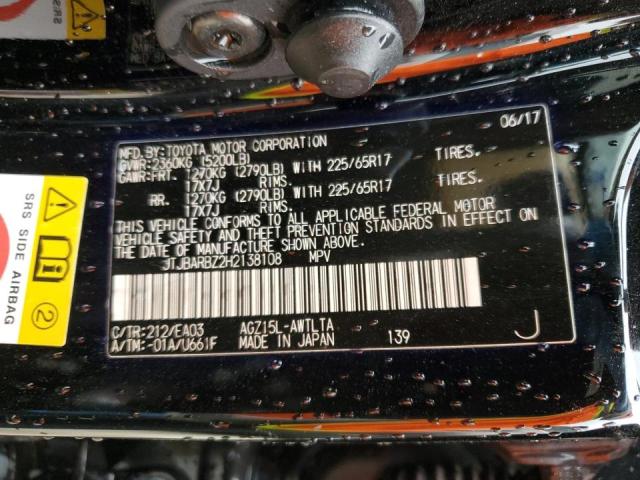 06/17
MFD.BY:TOYOTA MOTOR CORPORATION
GVWR:2360KG (5200LB)
GAWR:FRT. 1270KG (2790LB) WITH 225/65R17 TIRES.
17X7J RIMS.
RR. 1270KG (2790LB) WITH 225/65R17 TIRES.
17X7J RIMS.
THIS VEHICLE CONFORMS TO ALL APPLICABLE FEDERAL MOTOR
VEHICLE SAFETY AND THEFT PREVENTION STANDARDS IN EFFECT ON
THE DATE OF MANUFACTURE SHOWN ABOVE.
JTJBARBZ2H2138108 MPV
C/TR:212/EA03 AGZ15L-AWTLTA
A/TM:-01A/U661F MADE IN JAPAN 139 J
SRS SIDE AIRBAG
2
2